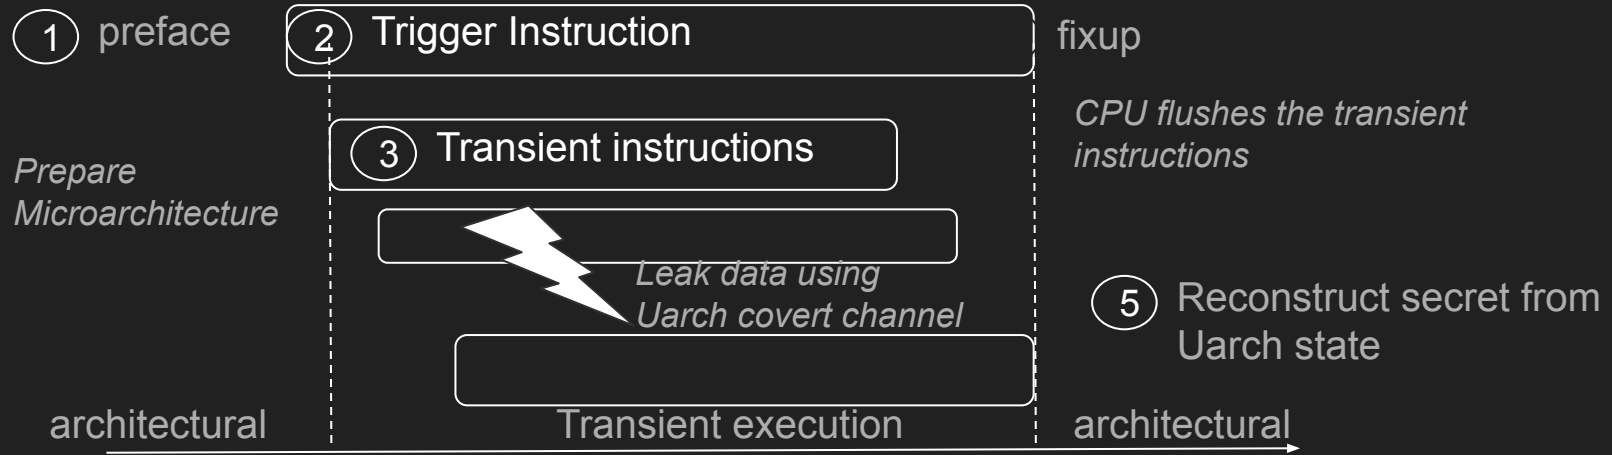 1 preface
2 Trigger Instruction
fixup
CPU flushes the transient
instructions
3 Transient instructions
Prepare
Microarchitecture
Leak data using
Uarch covert channel
5 Reconstruct secret from
Uarch state
architectural
Transient execution
architectural